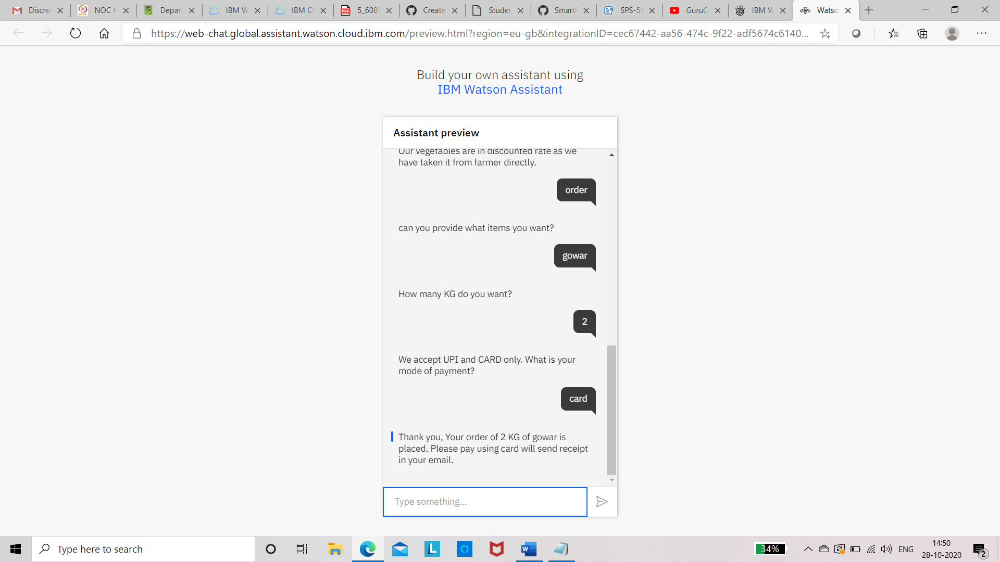 Discre
NOC
Depart
IBM W
IBM Cl
5_6089
Create
Studen
SmartF
SPS-55
GuruC
IBM W
Watso
https://web-chat.global.assistant.watson.cloud.ibm.com/preview.html?region=eu-gb&integrationID=cec67442-aa56-474c-9f22-adf5674c6140...
Build your own assistant using
IBM Watson Assistant
Assistant preview
Our vegetables are in discounted rate as we
have taken it from farmer directly.
order
can you provide what items you want?
gowar
How many KG do you want?
2
We accept UPI and CARD only. What is your
mode of payment?
card
Thank you, Your order of 2 KG of gowar is
placed. Please pay using card will send receipt
in your email.
Type something...
Type here to search
34%
ENG
14:50
28-10-2020
2